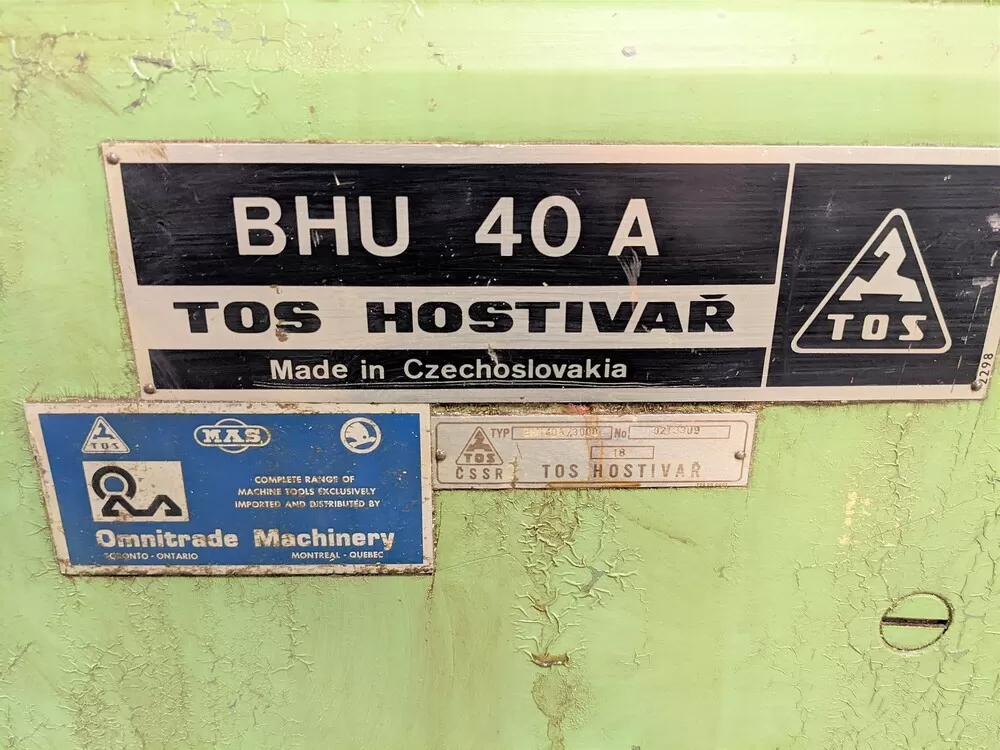 BHU 40 A
TOS HOSTIVAŘ
Made in Czechoslovakia
TOS
2298
TOS
MAS
COMPLETE RANGE OF
MACHINE TOOLS EXCLUSIVELY
IMPORTED AND DISTRIBUTED BY
Omnitrade Machinery
TORONTO - ONTARIO MONTREAL - QUEBEC
TOS
ČSSR
TYP No
18
TOS HOSTIVAŘ